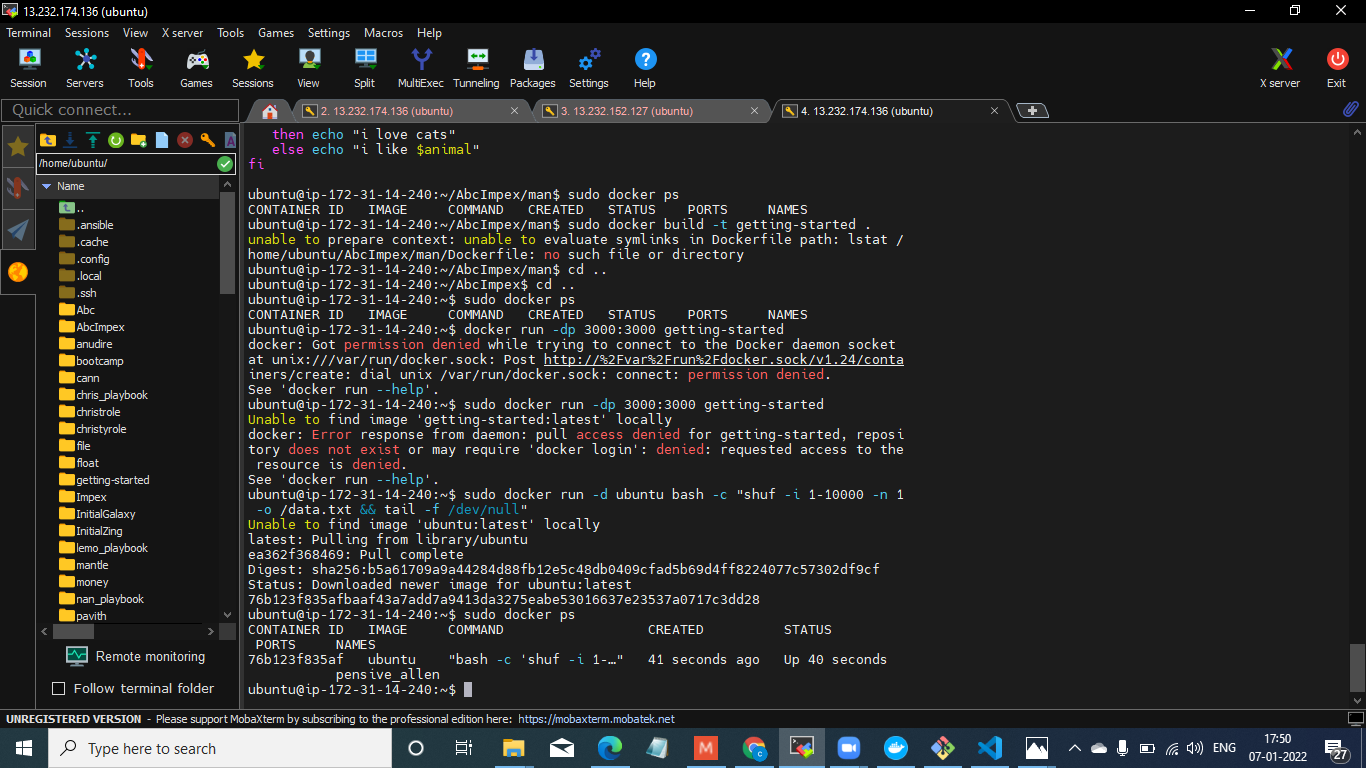 13.232.174.136 (ubuntu)
Terminal Sessions View X server Tools Games Settings Macros Help
Session Servers Tools Games Sessions View Split MultiExec Tunneling Packages Settings Help X server Exit
Quick connect...
2. 13.232.174.136 (ubuntu)
3. 13.232.152.127 (ubuntu)
4. 13.232.174.136 (ubuntu)
/home/ubuntu/
Name
..
.ansible
.cache
.config
.local
.ssh
Abc
AbcImpex
anudire
bootcamp
cann
chris_playbook
christrole
christyrole
file
float
getting-started
Impex
InitialGalaxy
InitialZing
lemo_playbook
mantle
money
nan_playbook
pavith
Remote monitoring
Follow terminal folder
then echo "i love cats"
else echo "i like $animal"
fi
ubuntu@ip-172-31-14-240:~/AbcImpex/man$ sudo docker ps
CONTAINER ID IMAGE COMMAND CREATED STATUS PORTS NAMES
ubuntu@ip-172-31-14-240:~/AbcImpex/man$ sudo docker build -t getting-started .
unable to prepare context: unable to evaluate symlinks in Dockerfile path: lstat /
home/ubuntu/AbcImpex/man/Dockerfile: no such file or directory
ubuntu@ip-172-31-14-240:~/AbcImpex/man$ cd ..
ubuntu@ip-172-31-14-240:~/AbcImpex$ cd ..
ubuntu@ip-172-31-14-240:~$ sudo docker ps
CONTAINER ID IMAGE COMMAND CREATED STATUS PORTS NAMES
ubuntu@ip-172-31-14-240:~$ docker run -dp 3000:3000 getting-started
docker: Got permission denied while trying to connect to the Docker daemon socket
at unix:///var/run/docker.sock: Post http://%2Fvar%2Frun%2Fdocker.sock/v1.24/conta
iners/create: dial unix /var/run/docker.sock: connect: permission denied.
See 'docker run --help'.
ubuntu@ip-172-31-14-240:~$ sudo docker run -dp 3000:3000 getting-started
Unable to find image 'getting-started:latest' locally
docker: Error response from daemon: pull access denied for getting-started, reposi
tory does not exist or may require 'docker login': denied: requested access to the
resource is denied.
See 'docker run --help'.
ubuntu@ip-172-31-14-240:~$ sudo docker run -d ubuntu bash -c "shuf -i 1-10000 -n 1
-o /data.txt && tail -f /dev/null"
Unable to find image 'ubuntu:latest' locally
latest: Pulling from library/ubuntu
ea362f368469: Pull complete
Digest: sha256:b5a61709a9a44284d88fb12e5c48db0409cfad5b69d4ff8224077c57302df9cf
Status: Downloaded newer image for ubuntu:latest
76b123f835afbaaf43a7add7a9413da3275eabe53016637e23537a0717c3dd28
ubuntu@ip-172-31-14-240:~$ sudo docker ps
CONTAINER ID IMAGE COMMAND CREATED STATUS
PORTS NAMES
76b123f835af ubuntu "bash -c 'shuf -i 1-…" 41 seconds ago Up 40 seconds
pensive_allen
ubuntu@ip-172-31-14-240:~$
UNREGISTERED VERSION - Please support MobaXterm by subscribing to the professional edition here: https://mobaxterm.mobatek.net
Type here to search
ENG
17:50
07-01-2022
27